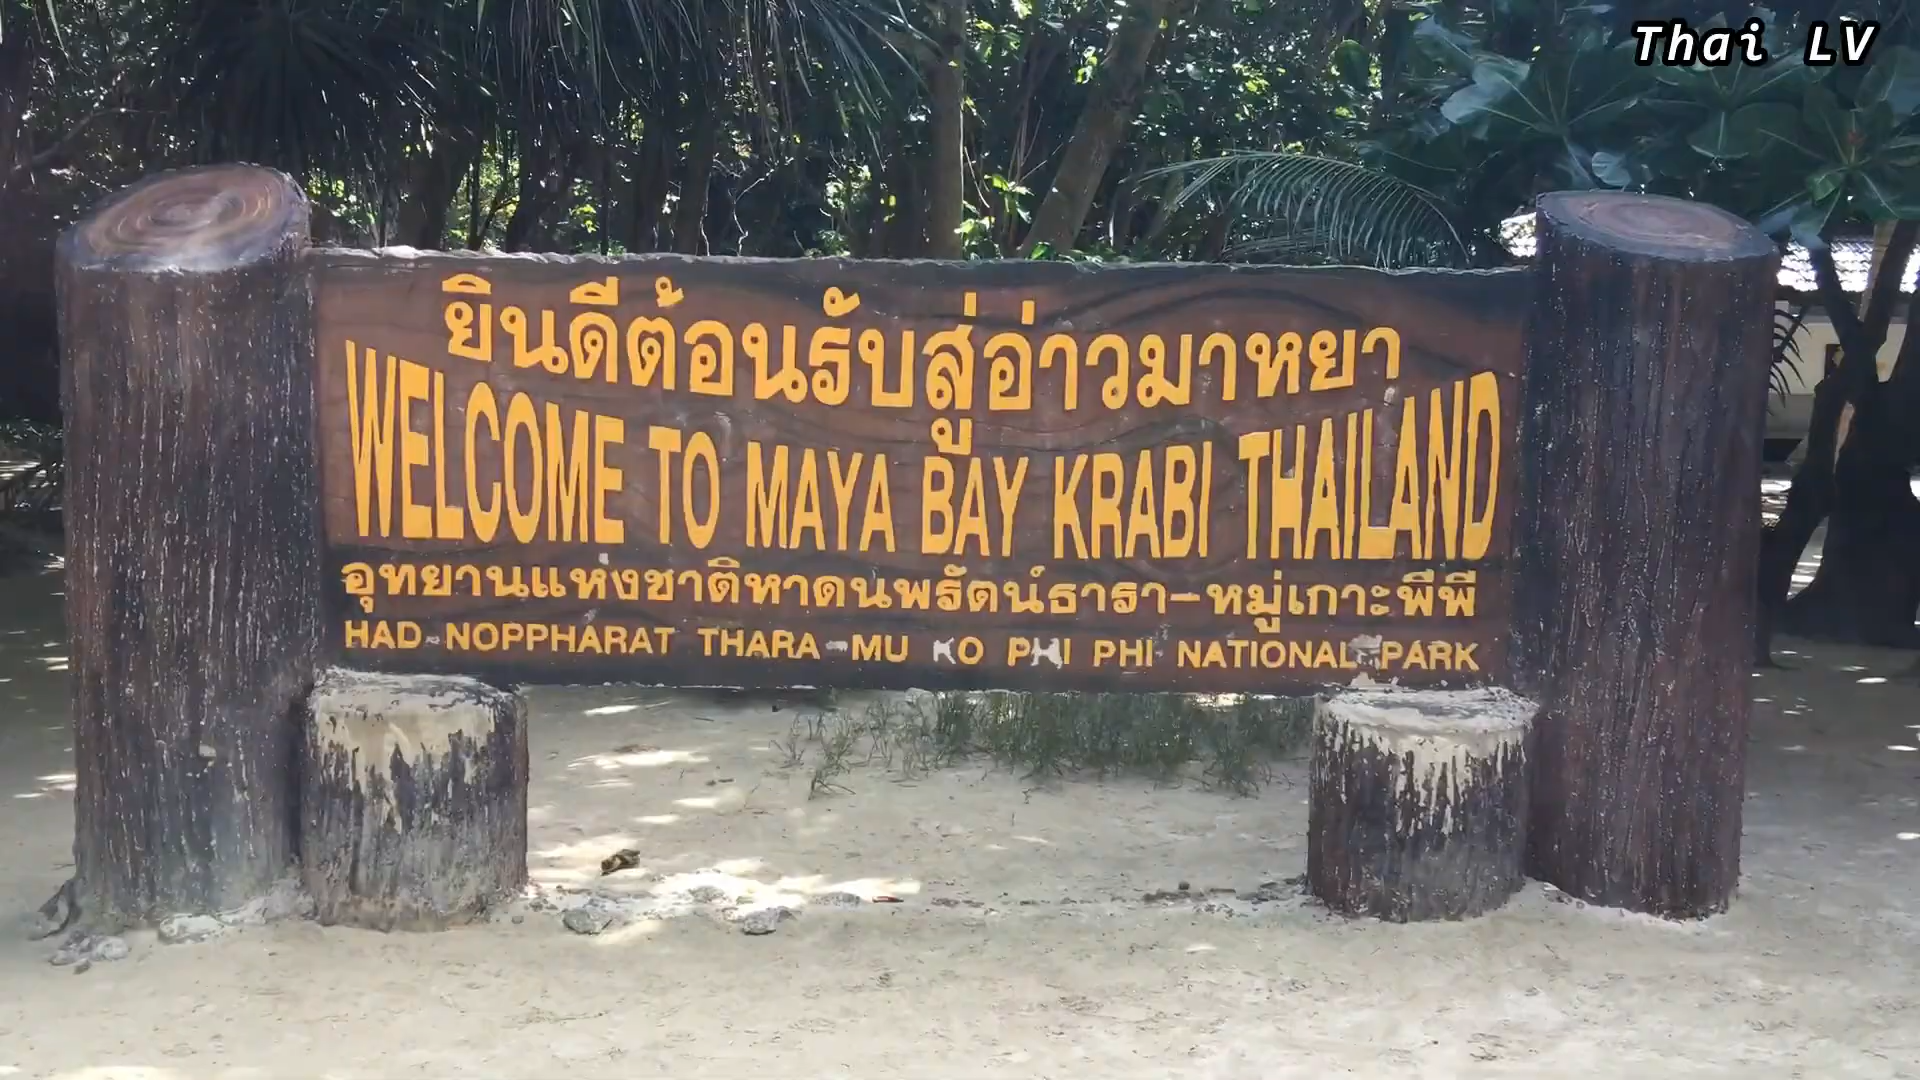 Thai LV
ยินดีต้อนรับสู่อ่าวมาหยา
WELCOME TO MAYA BAY KRABI THAILAND
อุทยานแห่งชาติหาดนพรัตน์ธารา-หมู่เกาะพีพี
HAD-NOPPHARAT THARA-MU KO PHI PHI NATIONAL PARK